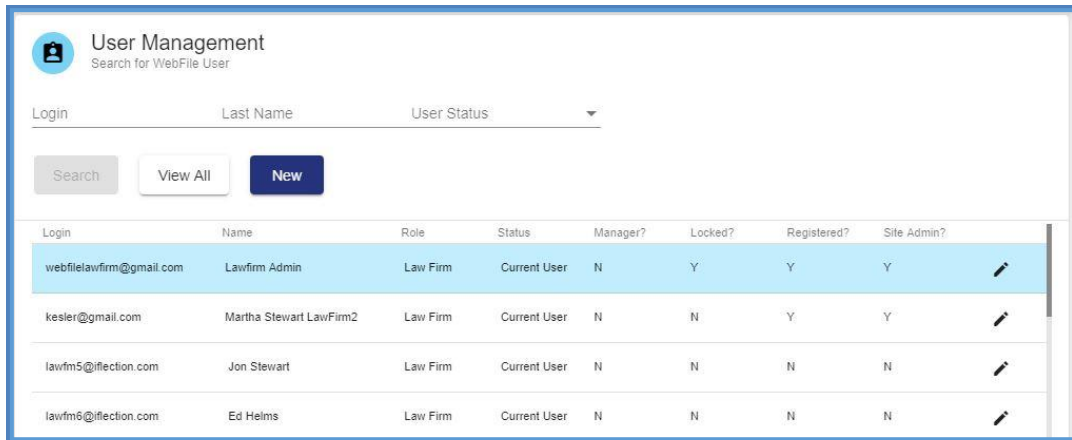 User Management
Search for WebFile User
Login Last Name User Status
Search View All New
Login Name Role Status Manager? Locked? Registered? Site Admin?
webfilelawfirm@gmail.com Lawfirm Admin Law Firm Current User N Y Y Y
kesler@gmail.com Martha Stewart LawFirm2 Law Firm Current User N N Y Y
lawfm5@iflection.com Jon Stewart Law Firm Current User N N N N
lawfm6@iflection.com Ed Helms Law Firm Current User N N N N